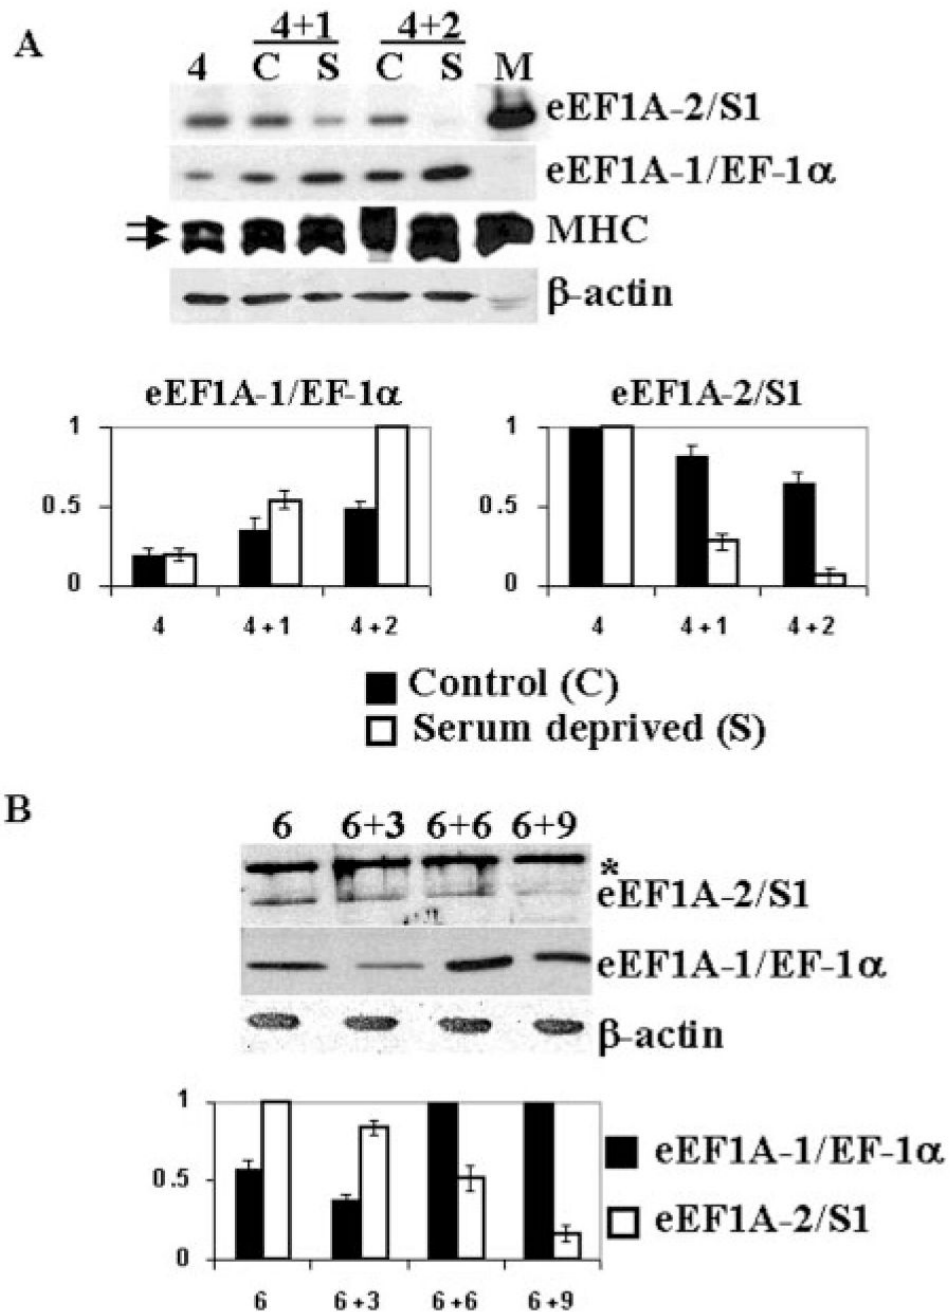 A
4+1 4+2
4 C S C S M
eEF1A-2/S1
eEF1A-1/EF-1α
MHC
β-actin
eEF1A-1/EF-1α eEF1A-2/S1
1 1
0.5 0.5
0 0
4 4+1 4+2 4 4+1 4+2
Control (C)
Serum deprived (S)
B
6 6+3 6+6 6+9
*
eEF1A-2/S1
eEF1A-1/EF-1α
β-actin
1
eEF1A-1/EF-1α
0.5
eEF1A-2/S1
0
6 6+3 6+6 6+9